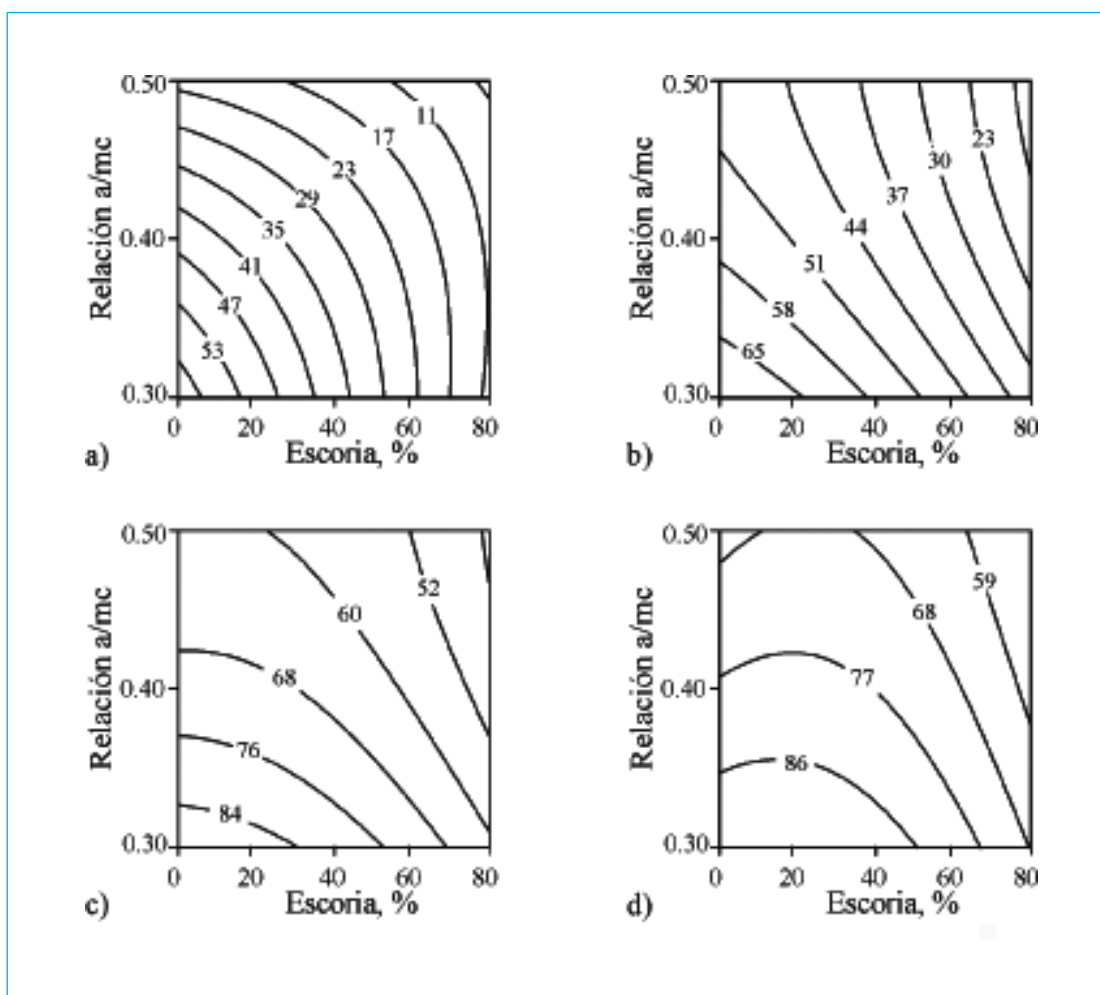 0.50
11
17
23
29
35
0.40
41
47
53
0.30
0 20 40 60 80
Relación a/mc
Escoria, %
a)
0.50
23
30
37
44
0.40
51
58
65
0.30
0 20 40 60 80
Relación a/mc
Escoria, %
b)
0.50
52
60
0.40
68
76
84
0.30
0 20 40 60 80
Relación a/mc
Escoria, %
c)
0.50
59
68
0.40
77
86
0.30
0 20 40 60 80
Relación a/mc
Escoria, %
d)